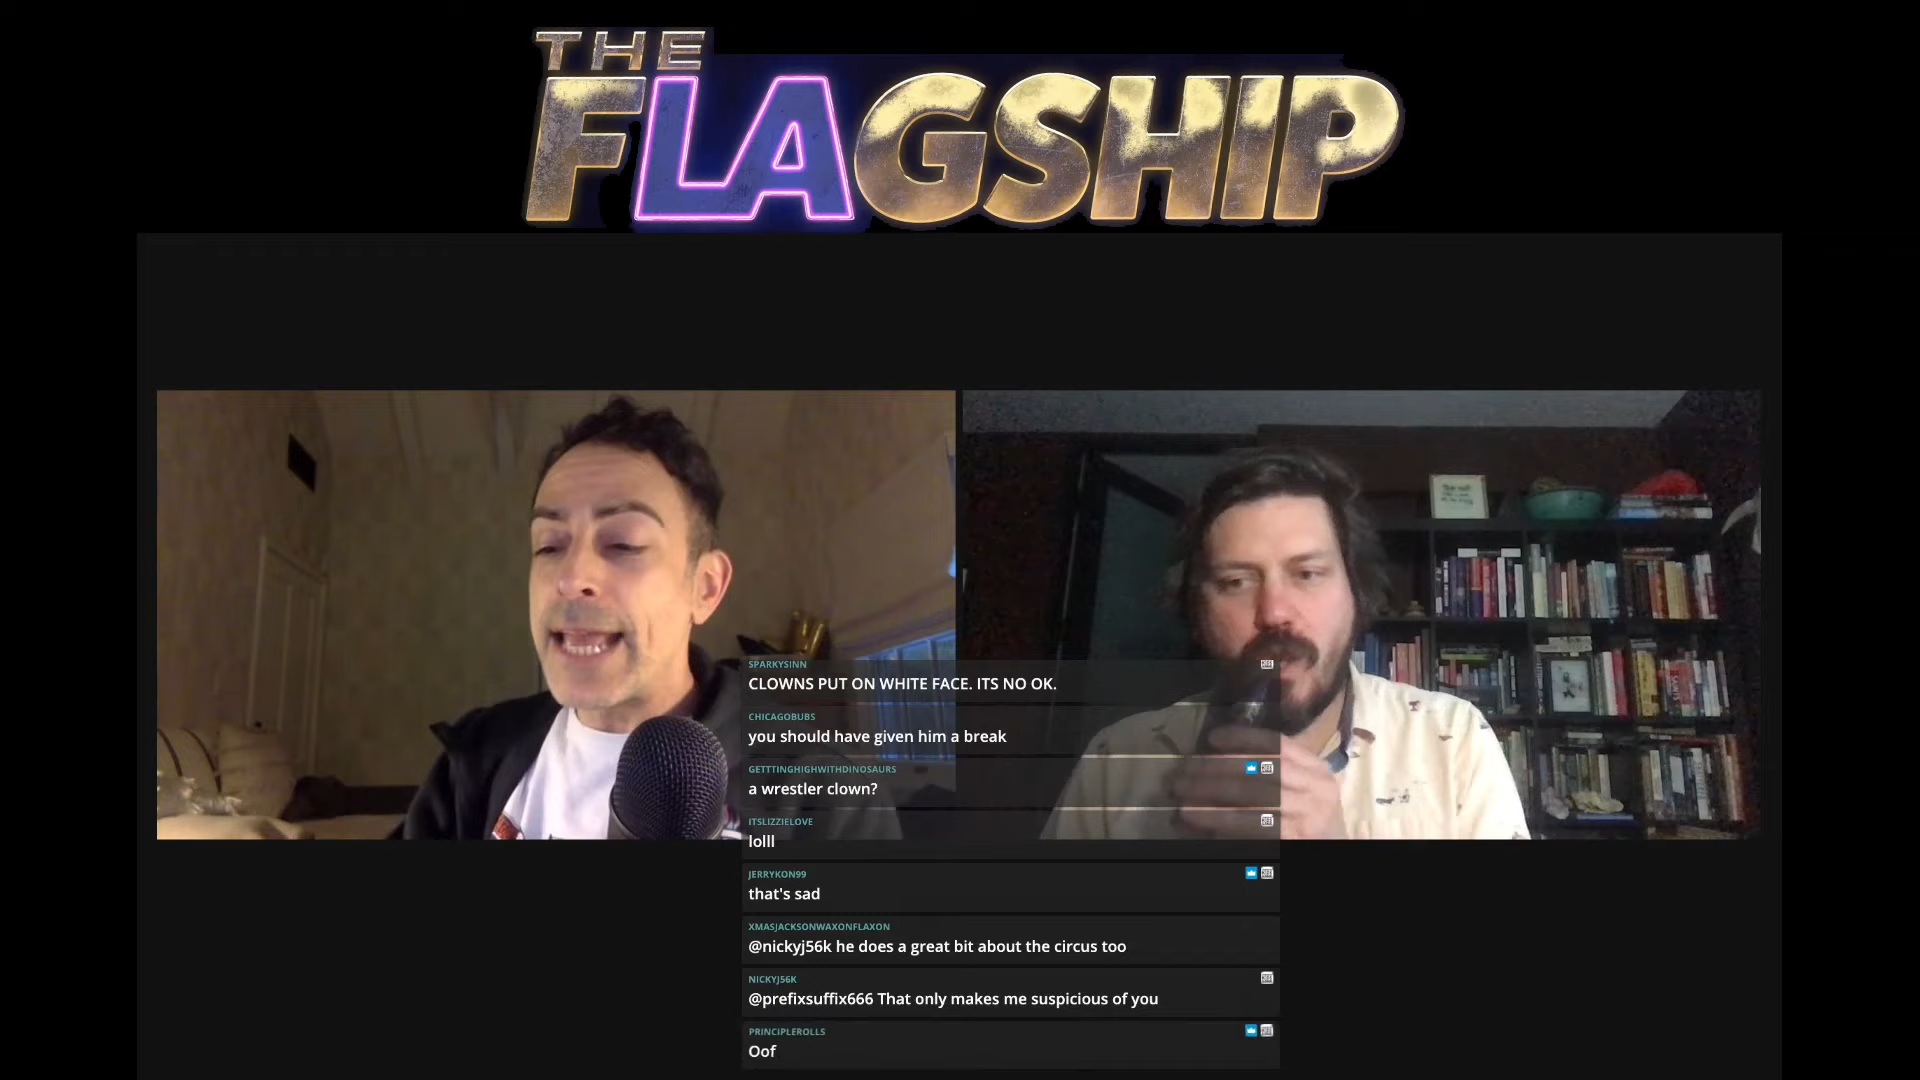 THE
FLAGSHIP
SPARKYSINN
CLOWNS PUT ON WHITE FACE. ITS NO OK.
CHICAGOBUBS
you should have given him a break
GETTTINGHIGHWITHDINOSAURS
a wrestler clown?
ITSLIZZIELOVE
lolll
JERRYKON99
that's sad
XMASJACKSONWAXONFLAXON
@nickyj56k he does a great bit about the circus too
NICKYJ56K
@prefixsuffix666 That only makes me suspicious of you
PRINCIPLEROLLS
Oof